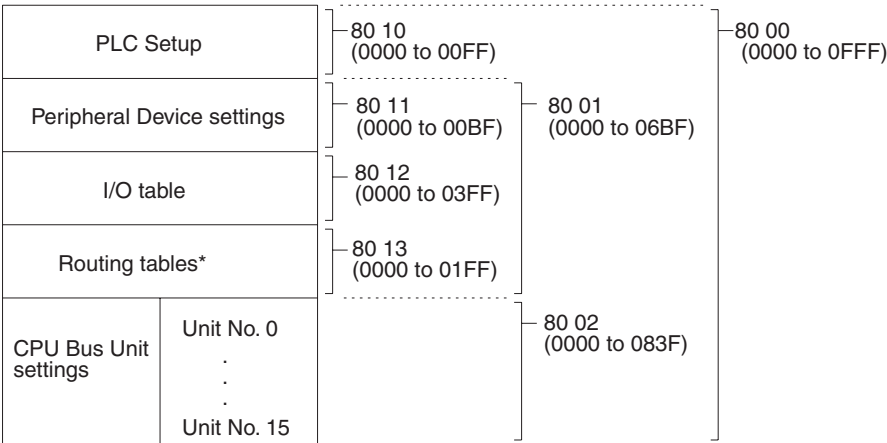 PLC Setup
80 10
(0000 to 00FF)
80 00
(0000 to 0FFF)
Peripheral Device settings
80 11
(0000 to 00BF)
80 01
(0000 to 06BF)
I/O table
80 12
(0000 to 03FF)
Routing tables*
80 13
(0000 to 01FF)
CPU Bus Unit
settings
Unit No. 0
.
.
.
Unit No. 15
80 02
(0000 to 083F)